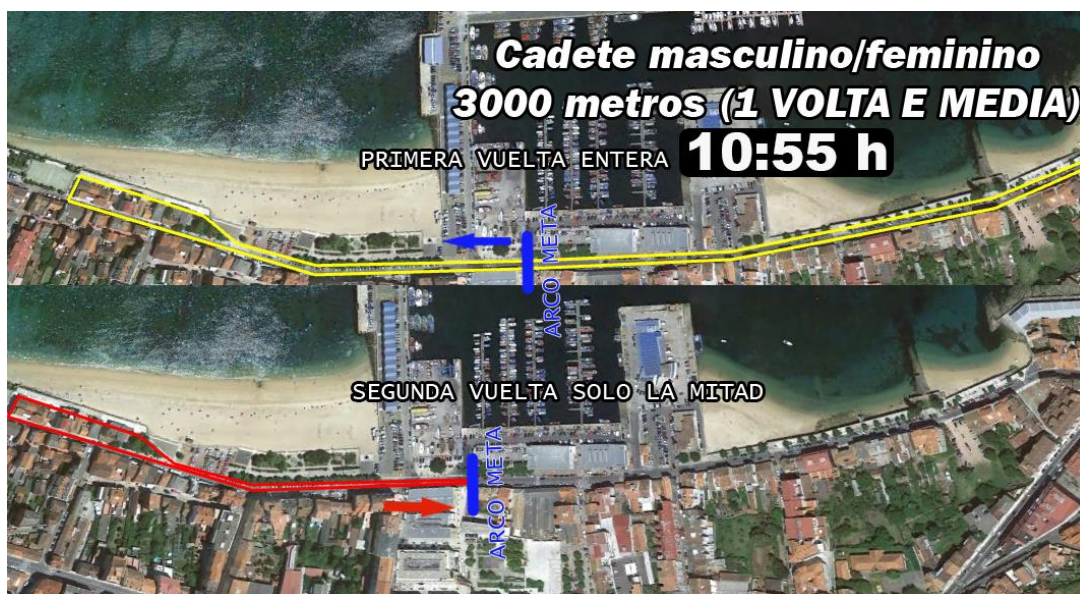 Cadete masculino/feminino
3000 metros (1 VOLTA E MEDIA)
PRIMERA VUELTA ENTERA 10:55 h
ARCO META
SEGUNDA VUELTA SOLO LA MITAD
ARCO META